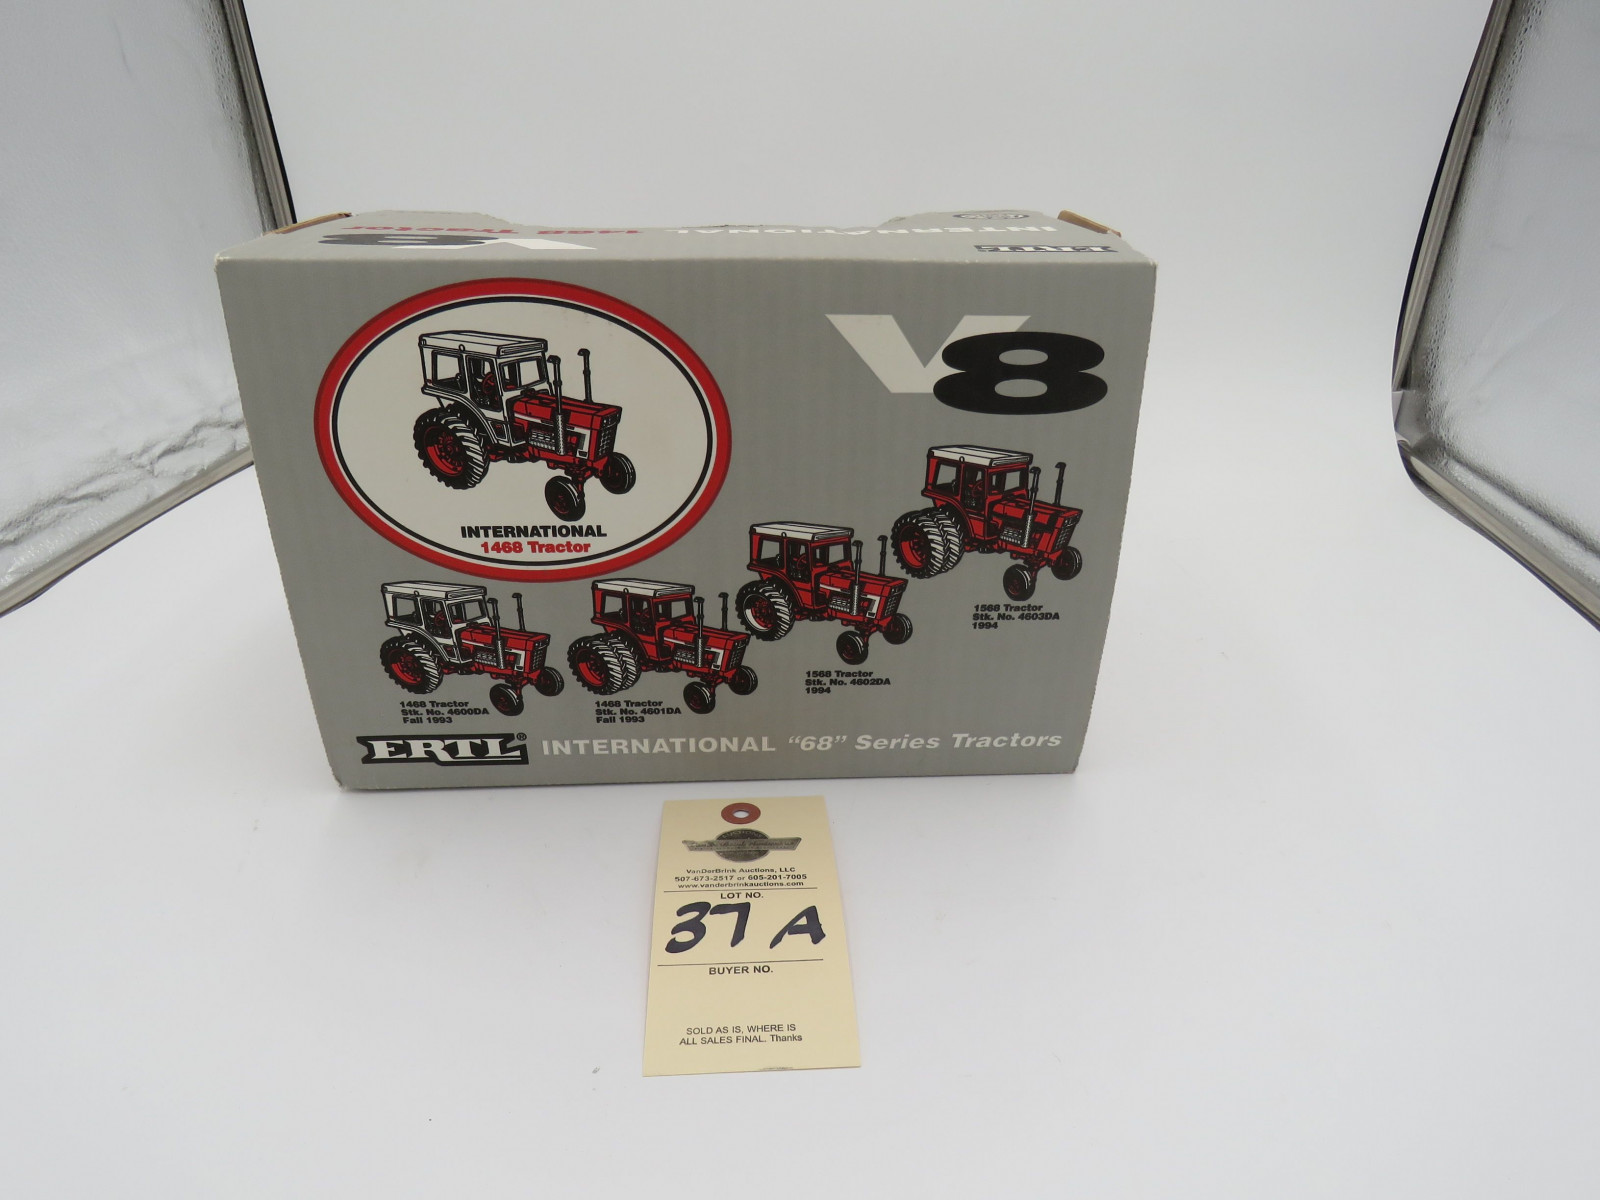 V8 INTERNATIONAL 1468 Tractor
ERTL
V8
INTERNATIONAL
1468 Tractor
1468 Tractor
Stk. No. 4600DA
Fall 1993
1468 Tractor
Stk. No. 4601DA
Fall 1993
1568 Tractor
Stk. No. 4602DA
1994
1568 Tractor
Stk. No. 4603DA
1994
ERTL® INTERNATIONAL "68" Series Tractors
VanDerBrink Auctions, LLC
507-673-2517 or 605-201-7005
www.vanderbrinkauctions.com
LOT NO.
37 A
BUYER NO.
SOLD AS IS, WHERE IS
ALL SALES FINAL. Thanks